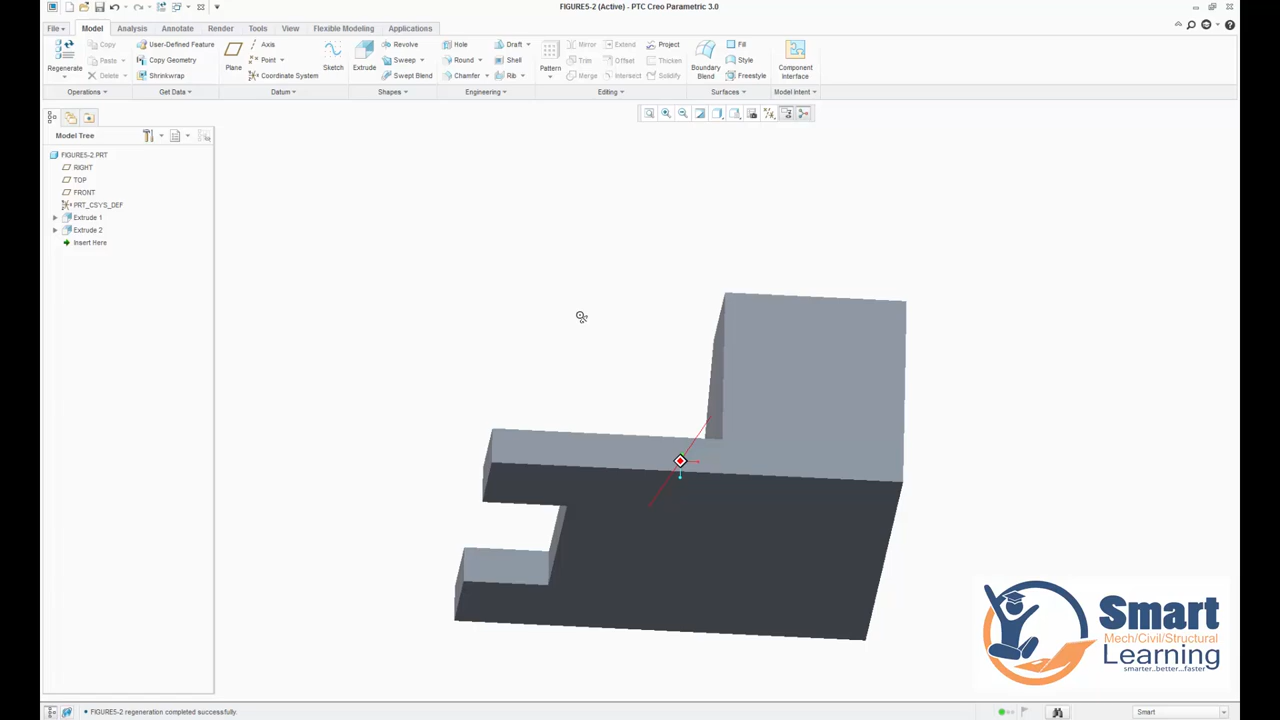 FIGURE5-2 (Active) - PTC Creo Parametric 3.0
File Model Analysis Annotate Render Tools View Flexible Modeling Applications
Regenerate Copy Paste Delete
Operations
User-Defined Feature
Copy Geometry
Shrinkwrap
Get Data
Plane Axis Point Coordinate System Sketch
Datum
Extrude Revolve Sweep Swept Blend
Shapes
Hole Round Chamfer Draft Shell Rib
Engineering
Pattern Mirror Trim Merge Extend Offset Intersect Project Thicken Solidify
Editing
Boundary Blend Fill Style Freestyle
Surfaces
Component Interface
Model Intent
Model Tree
FIGURE5-2.PRT
RIGHT
TOP
FRONT
PRT_CSYS_DEF
Extrude 1
Extrude 2
Insert Here
Smart
Mech/Civil/Structural
Learning
smarter..better...faster
• FIGURE5-2 regeneration completed successfully.
Smart